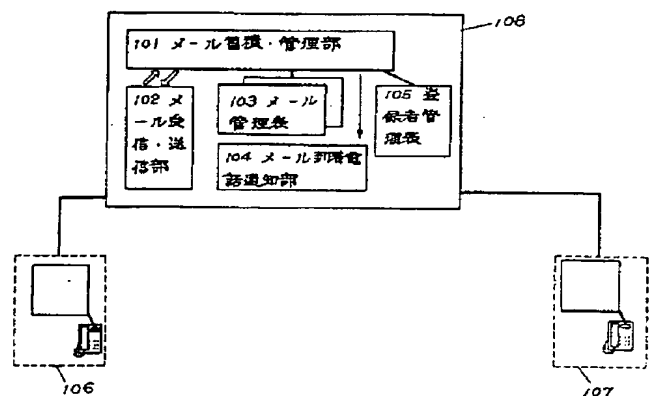 108
101 メール蓄積・管理部
102 メ
ール受
信・送
信部
103 メール
管理表
104 メール到着電
話通知部
105 登
録者管
理表
106
107